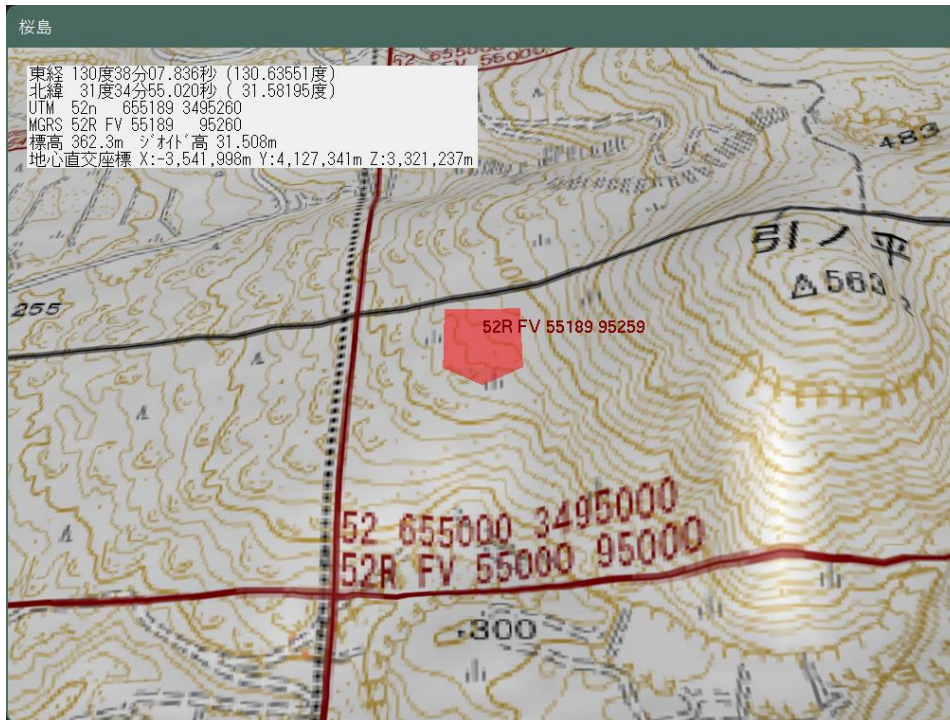 桜島
52 655000
東経 130度38分07.836秒 (130.63551度)
北緯 31度34分55.020秒 ( 31.58195度)
UTM 52n 655189 3495260
MGRS 52R FV 55189 95260
標高 362.3m ｼﾞｵｲﾄﾞ高 31.508m
地心直交座標 X:-3,541,998m Y:4,127,341m Z:3,321,237m
483
引ノ平
563.2
400
255
52R FV 55189 95259
52 655000 3495000
52R FV 55000 95000
300